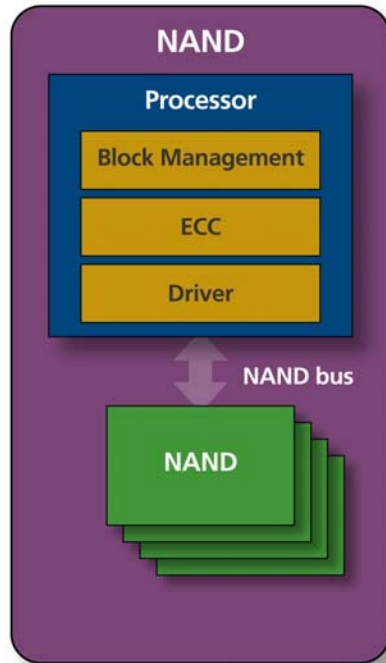 NAND
Processor
Block Management
ECC
Driver
NAND bus
NAND